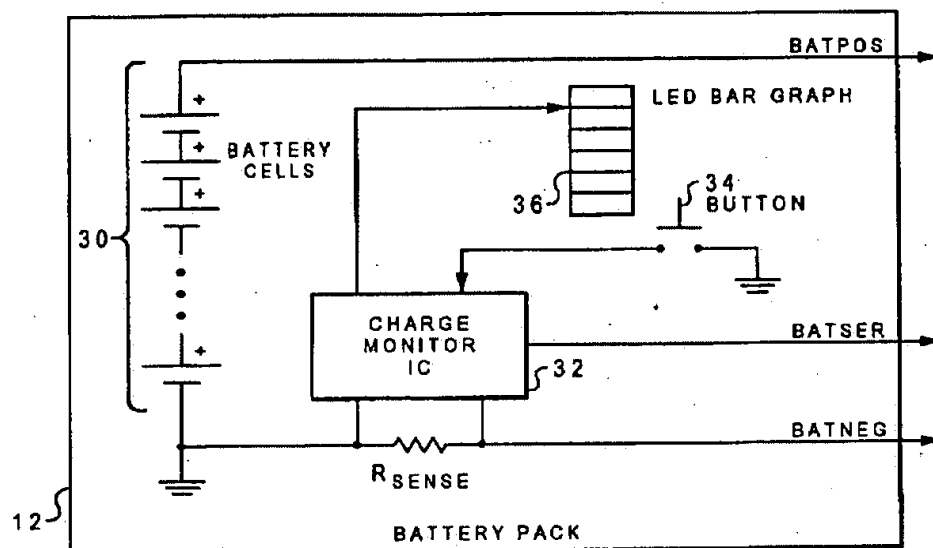 BATPOS
+
LED BAR GRAPH
+
BATTERY
CELLS
+
36
34
BUTTON
30
+
CHARGE
MONITOR
IC
BATSER
32
BATNEG
RSENSE
12
BATTERY PACK